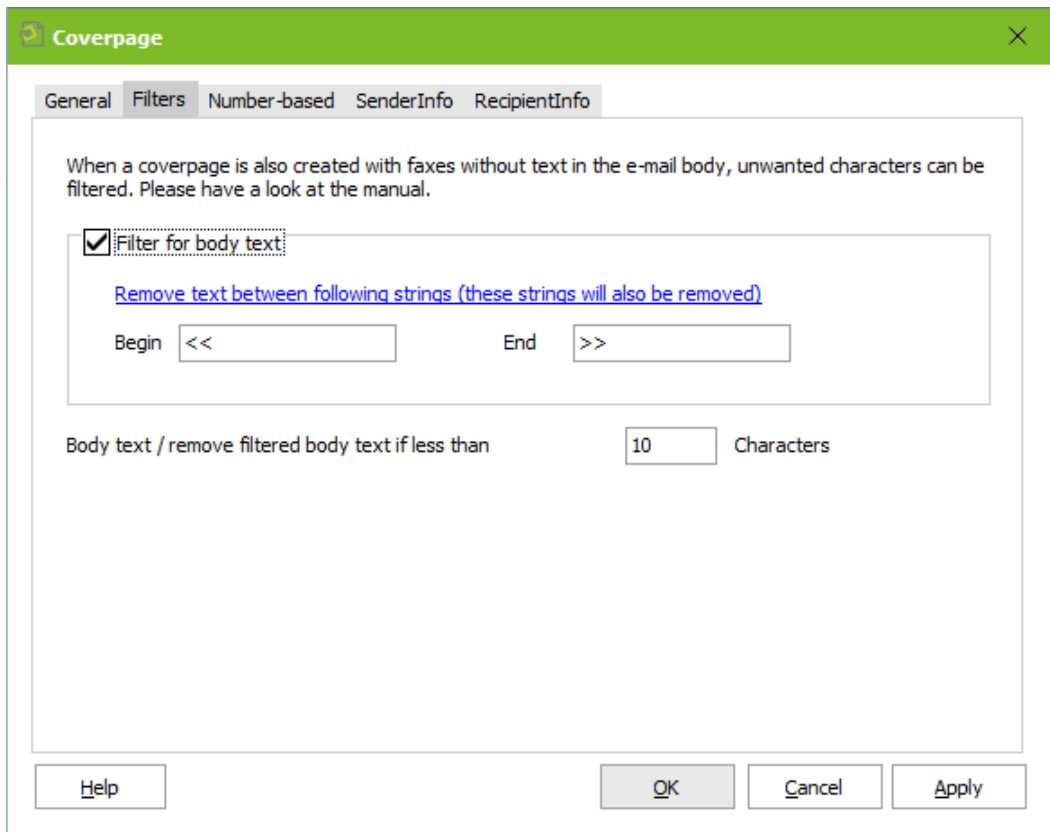 Coverpage
General Filters Number-based SenderInfo RecipientInfo
When a coverpage is also created with faxes without text in the e-mail body, unwanted characters can be
filtered. Please have a look at the manual.
Filter for body text
Remove text between following strings (these strings will also be removed)
Begin << End >>
Body text / remove filtered body text if less than 10 Characters
Help OK Cancel Apply